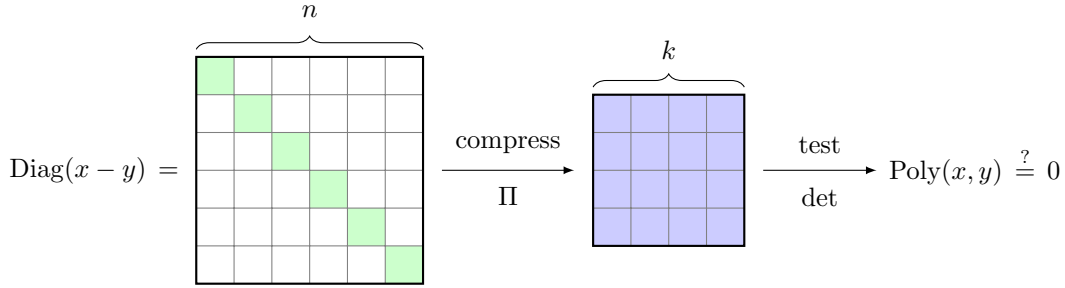 n
k
Diag(x − y) =
compress
Π
test
det
Poly(x, y) ≟ 0